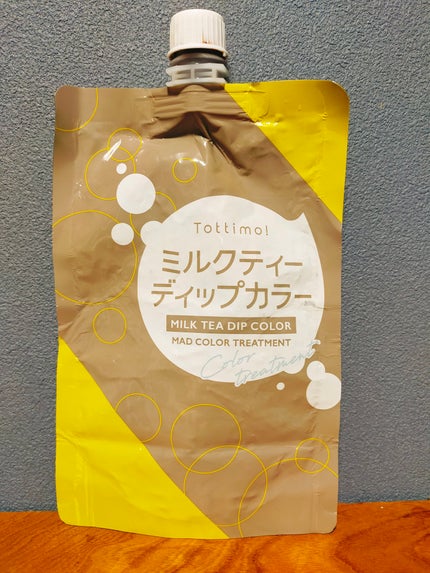 Tottimo!
ミルクティー
ディップカラー
MILK TEA DIP COLOR
MAD COLOR TREATMENT
Color
treatment